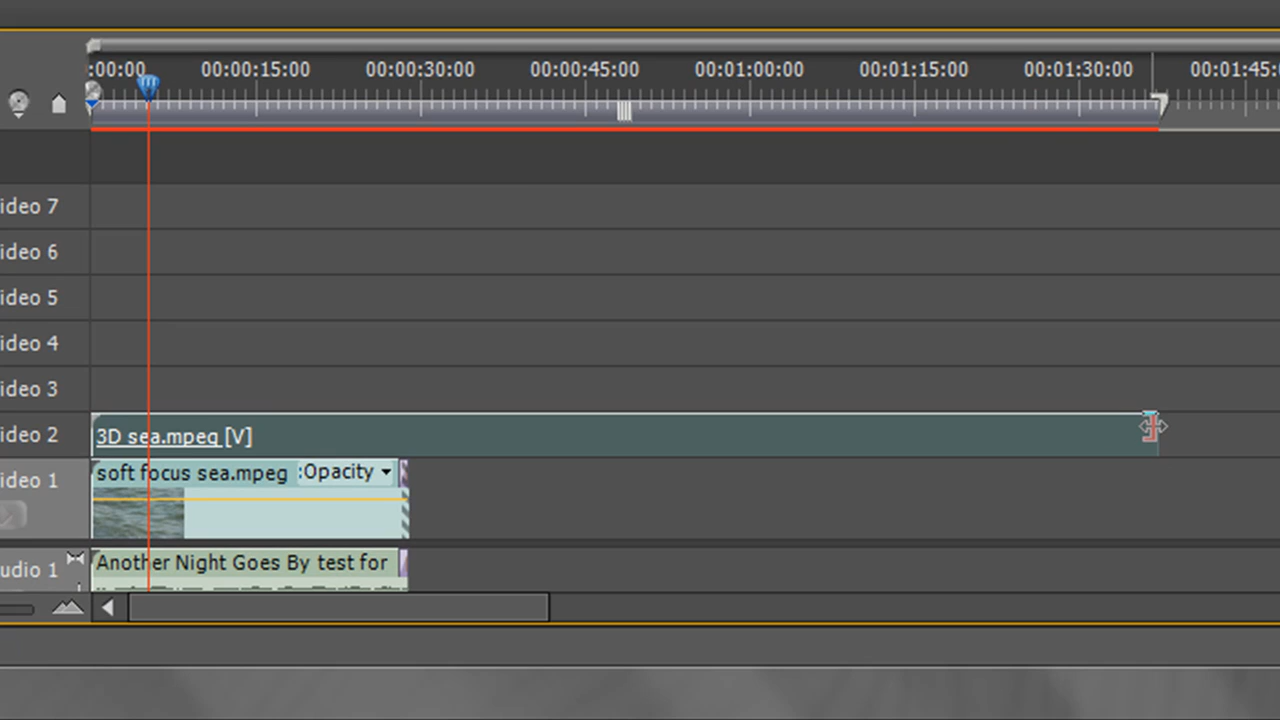 :00:00 00:00:15:00 00:00:30:00 00:00:45:00 00:01:00:00 00:01:15:00 00:01:30:00 00:01:45:0
ideo 7
ideo 6
ideo 5
ideo 4
ideo 3
ideo 2 3D sea.mpeg [V]
ideo 1 soft focus sea.mpeg :Opacity
udio 1 Another Night Goes By test for